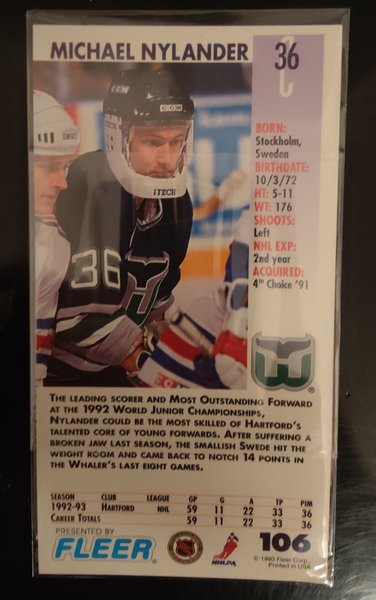 MICHAEL NYLANDER
36
C
BORN:
Stockholm,
Sweden
BIRTHDATE:
10/3/72
HT: 5-11
WT: 176
SHOOTS:
Left
NHL EXP:
2nd year
ACQUIRED:
4th Choice '91
CCM
ITECH
36
®
THE LEADING SCORER AND MOST OUTSTANDING FORWARD
AT THE 1992 WORLD JUNIOR CHAMPIONSHIPS,
NYLANDER COULD BE THE MOST SKILLED OF HARTFORD'S
TALENTED CORE OF YOUNG FORWARDS. AFTER SUFFERING A
BROKEN JAW LAST SEASON, THE SMALLISH SWEDE HIT THE
WEIGHT ROOM AND CAME BACK TO NOTCH 14 POINTS IN
THE WHALER'S LAST EIGHT GAMES.
SEASON CLUB LEAGUE GP G A TP PIM
1992-93 HARTFORD NHL 59 11 22 33 36
CAREER TOTALS 59 11 22 33 36
PRESENTED BY
FLEER
NHLPA
106
© 1993 Fleer Corp.
Printed in USA